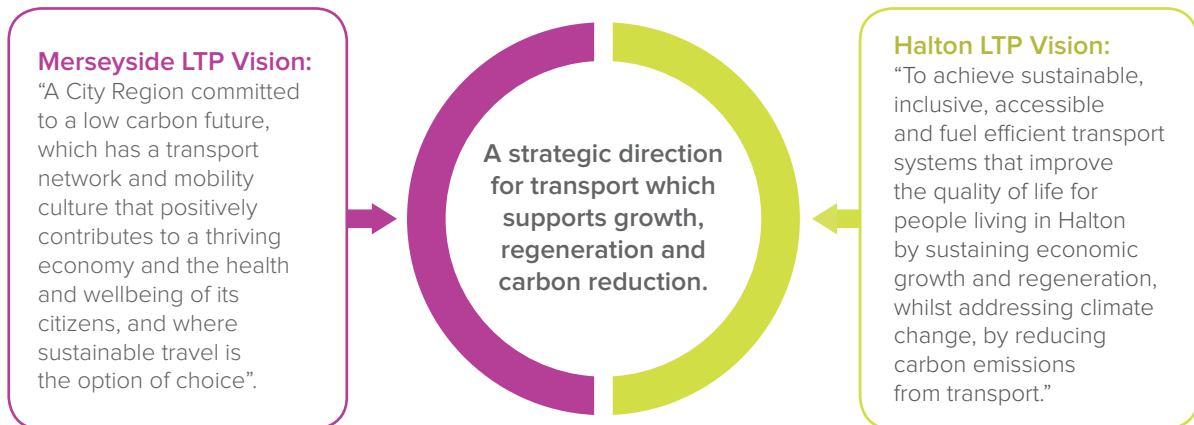 Merseyside LTP Vision:
“A City Region committed
to a low carbon future,
which has a transport
network and mobility
culture that positively
contributes to a thriving
economy and the health
and wellbeing of its
citizens, and where
sustainable travel is
the option of choice”.
A strategic direction
for transport which
supports growth,
regeneration and
carbon reduction.
Halton LTP Vision:
“To achieve sustainable,
inclusive, accessible
and fuel efficient transport
systems that improve
the quality of life for
people living in Halton
by sustaining economic
growth and regeneration,
whilst addressing climate
change, by reducing
carbon emissions
from transport.”